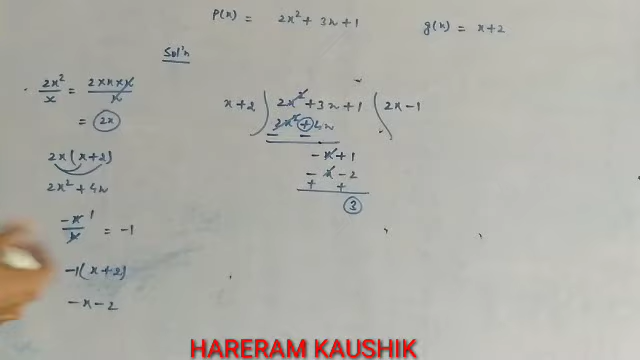 P(x) = 2x² + 3x + 1 g(x) = x+2
Sol'n
2x²/x = 2×x×x/x
= 2x
2x(x+2)
2x² + 4x
-x/x 1 = -1
-1(x+2)
-x-2
x+2 ) 2x² + 3x + 1 ( 2x-1
2x² + 4x
- -
-x+1
-x-2
+ +
3
HARERAM KAUSHIK